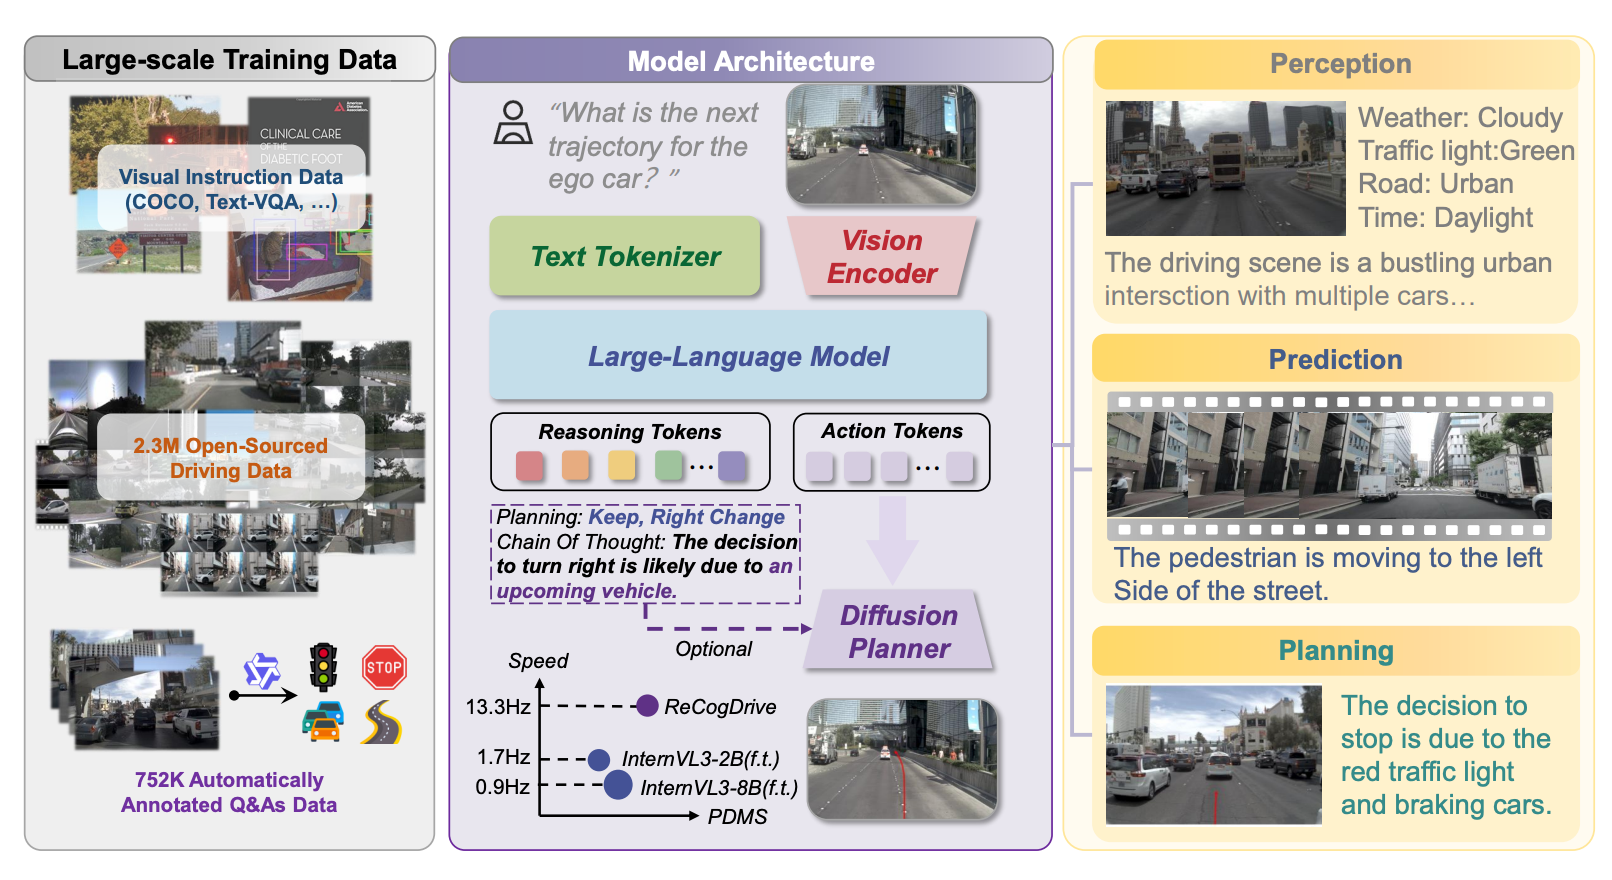 Large-scale Training Data
American
Diabetes
Association.
CLINICAL CARE
OF THE
DIABETIC FOOT
Visual Instruction Data
(COCO, Text-VQA, ...)
2.3M Open-Sourced
Driving Data
STOP
752K Automatically
Annotated Q&As Data
Model Architecture
“What is the next
trajectory for the
ego car? ”
Text Tokenizer
Vision
Encoder
Large-Language Model
Reasoning Tokens
...
Action Tokens
...
Planning: Keep, Right Change
Chain Of Thought: The decision
to turn right is likely due to an
upcoming vehicle.
Optional
Diffusion
Planner
Speed
13.3Hz
ReCogDrive
1.7Hz
InternVL3-2B(f.t.)
0.9Hz
InternVL3-8B(f.t.)
PDMS
Perception
Weather: Cloudy
Traffic light:Green
Road: Urban
Time: Daylight
The driving scene is a bustling urban
intersction with multiple cars...
Prediction
The pedestrian is moving to the left
Side of the street.
Planning
The decision to
stop is due to the
red traffic light
and braking cars.